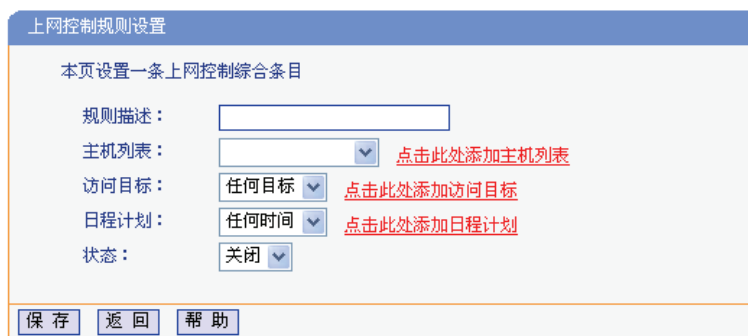 上网控制规则设置
本页设置一条上网控制综合条目
规则描述：
主机列表： 点击此处添加主机列表
访问目标： 任何目标 点击此处添加访问目标
日程计划： 任何时间 点击此处添加日程计划
状态： 关闭
保 存 返 回 帮 助